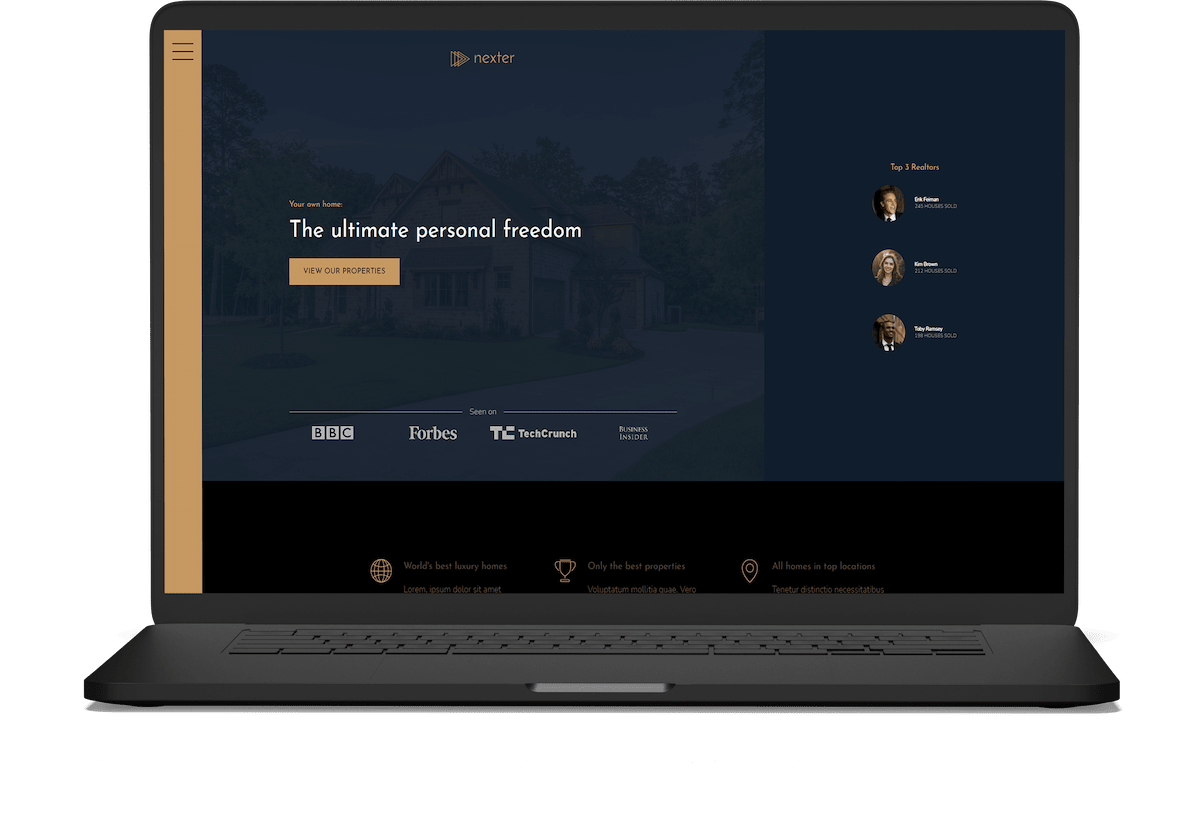 nexter
Your own home:
The ultimate personal freedom
VIEW OUR PROPERTIES
Seen on
BBC
Forbes
TC TechCrunch
BUSINESS
INSIDER
Top 3 Realtors
Erik Feinman
245 HOUSES SOLD
Kim Brown
212 HOUSES SOLD
Toby Ramsey
198 HOUSES SOLD
World's best luxury homes
Lorem, ipsum dolor sit amet
Only the best properties
Voluptatum mollitia quae. Vero
All homes in top locations
Tenetur distinctio necessitatibus